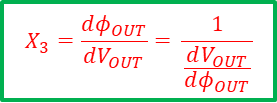 X₃ = dϕ_OUT / dV_OUT = 1 / (dV_OUT / dϕ_OUT)